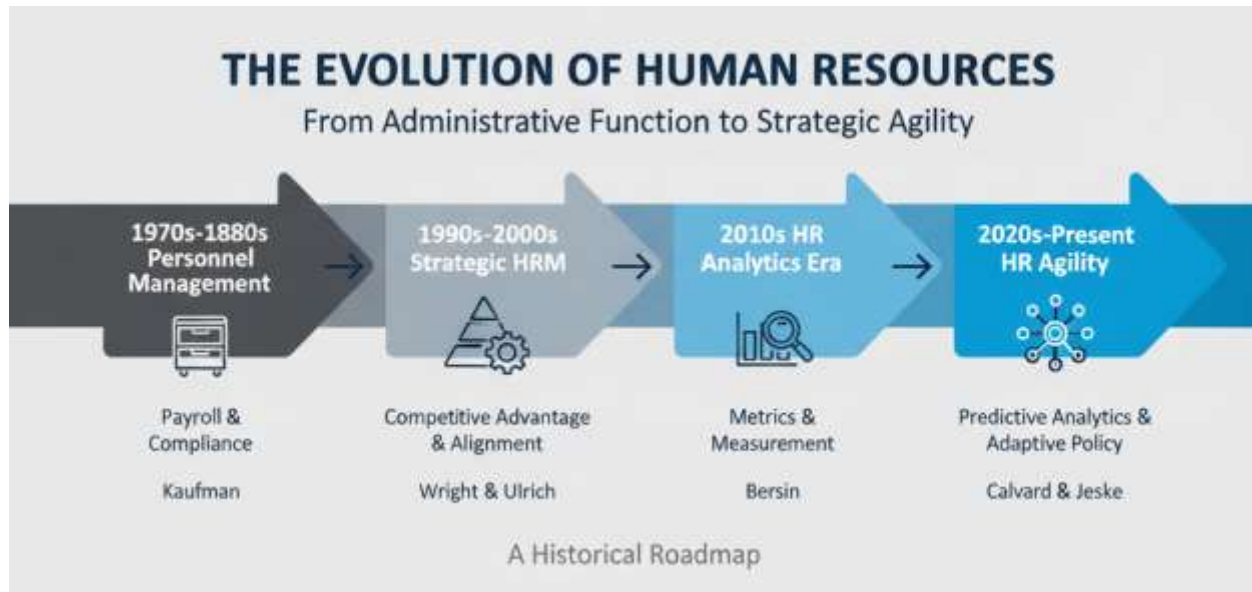 THE EVOLUTION OF HUMAN RESOURCES
From Administrative Function to Strategic Agility
1970s-1880s
Personnel
Management
1990s-2000s
Strategic HRM
2010s HR
Analytics Era
2020s-Present
HR Agility
Payroll &
Compliance
Kaufman
Competitive Advantage
& Alignment
Wright & Ulrich
Metrics &
Measurement
Bersin
Predictive Analytics &
Adaptive Policy
Calvard & Jeske
A Historical Roadmap